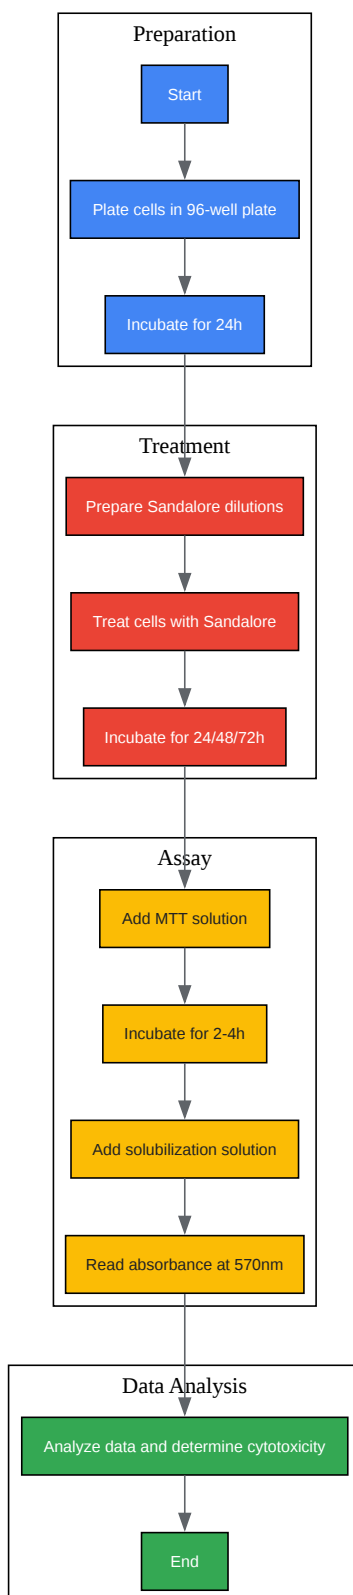 Preparation
Start
Plate cells in 96-well plate
Incubate for 24h
Treatment
Prepare Sandalore dilutions
Treat cells with Sandalore
Incubate for 24/48/72h
Assay
Add MTT solution
Incubate for 2-4h
Add solubilization solution
Read absorbance at 570nm
Data Analysis
Analyze data and determine cytotoxicity
End